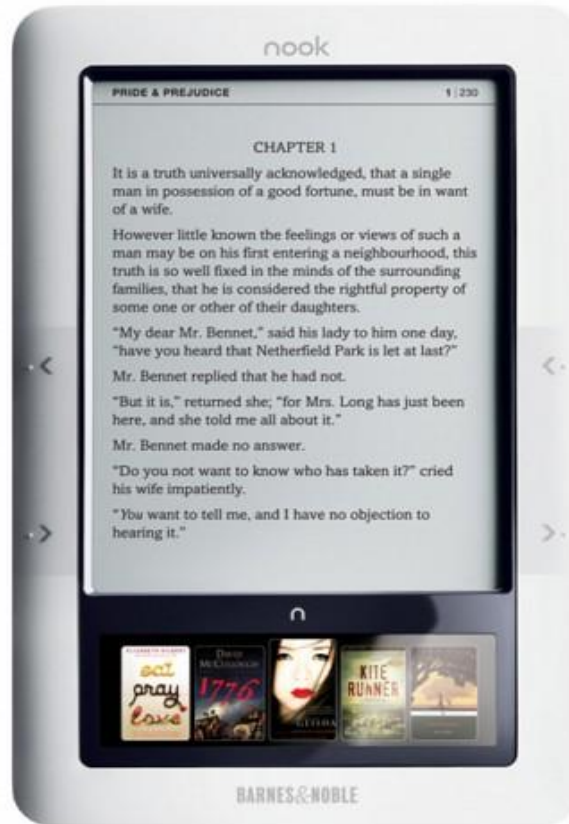 nook
PRIDE & PREJUDICE 1 | 230
CHAPTER 1
It is a truth universally acknowledged, that a single
man in possession of a good fortune, must be in want
of a wife.
However little known the feelings or views of such a
man may be on his first entering a neighbourhood, this
truth is so well fixed in the minds of the surrounding
families, that he is considered the rightful property of
some one or other of their daughters.
“My dear Mr. Bennet,” said his lady to him one day,
“have you heard that Netherfield Park is let at last?”
Mr. Bennet replied that he had not.
“But it is,” returned she; “for Mrs. Long has just been
here, and she told me all about it.”
Mr. Bennet made no answer.
“Do you not want to know who has taken it?” cried
his wife impatiently.
“You want to tell me, and I have no objection to
hearing it.”
n
ELIZABETH GILBERT
eat
pray
love
DAVID
McCULLOUGH
1776
GEISHA
KITE
RUNNER
BARNES&NOBLE